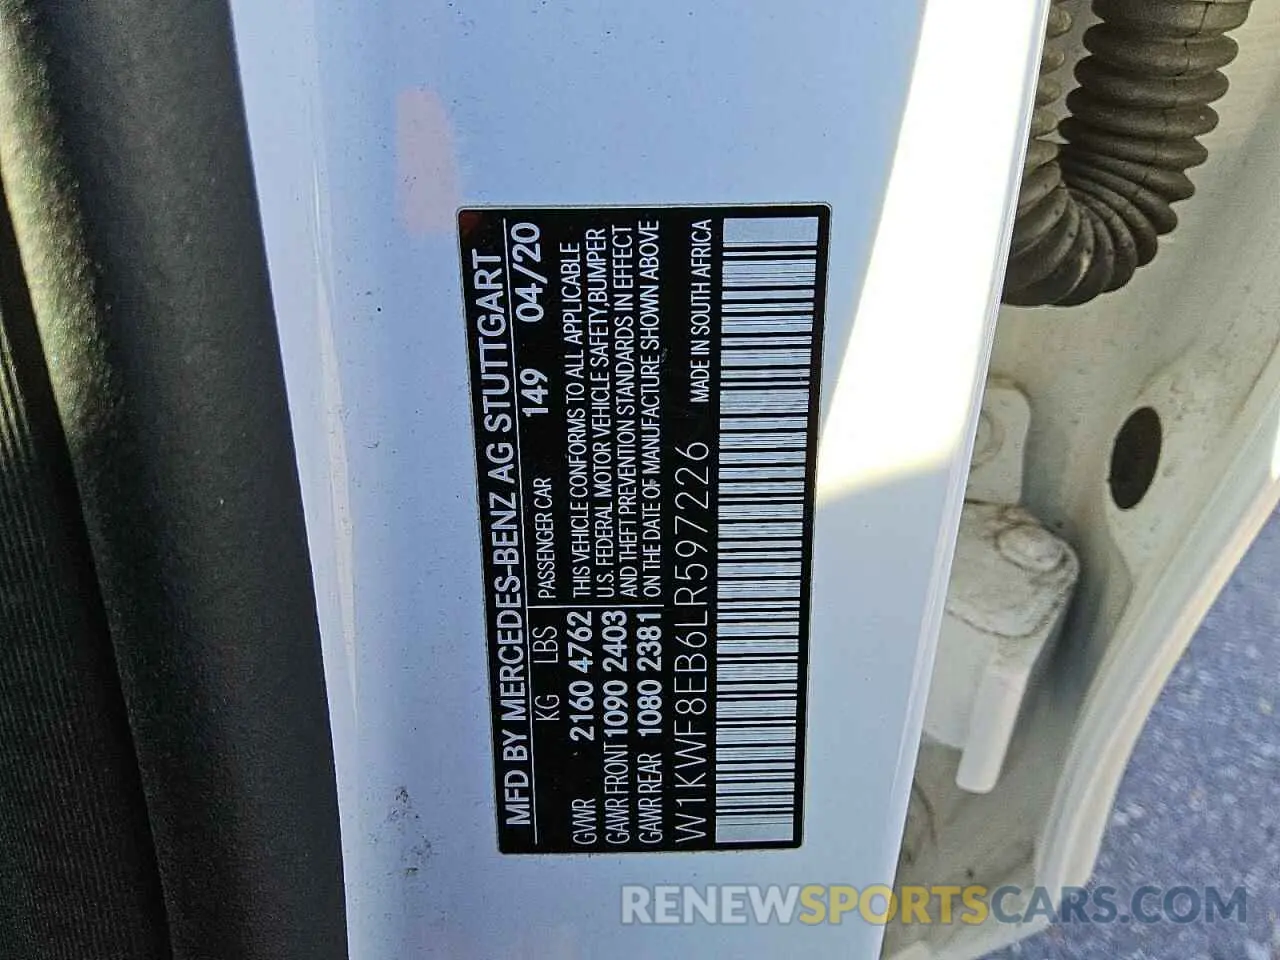 MFD BY MERCEDES-BENZ AG STUTTGART
KG LBS 149 04/20
GVWR 2160 4762
GAWR FRONT 1090 2403
GAWR REAR 1080 2381
PASSENGER CAR
THIS VEHICLE CONFORMS TO ALL APPLICABLE
U.S. FEDERAL MOTOR VEHICLE SAFETY,BUMPER
AND THEFT PREVENTION STANDARDS IN EFFECT
ON THE DATE OF MANUFACTURE SHOWN ABOVE
W1KWF8EB6LR597226 MADE IN SOUTH AFRICA
RENEWSPORTSCARS.COM